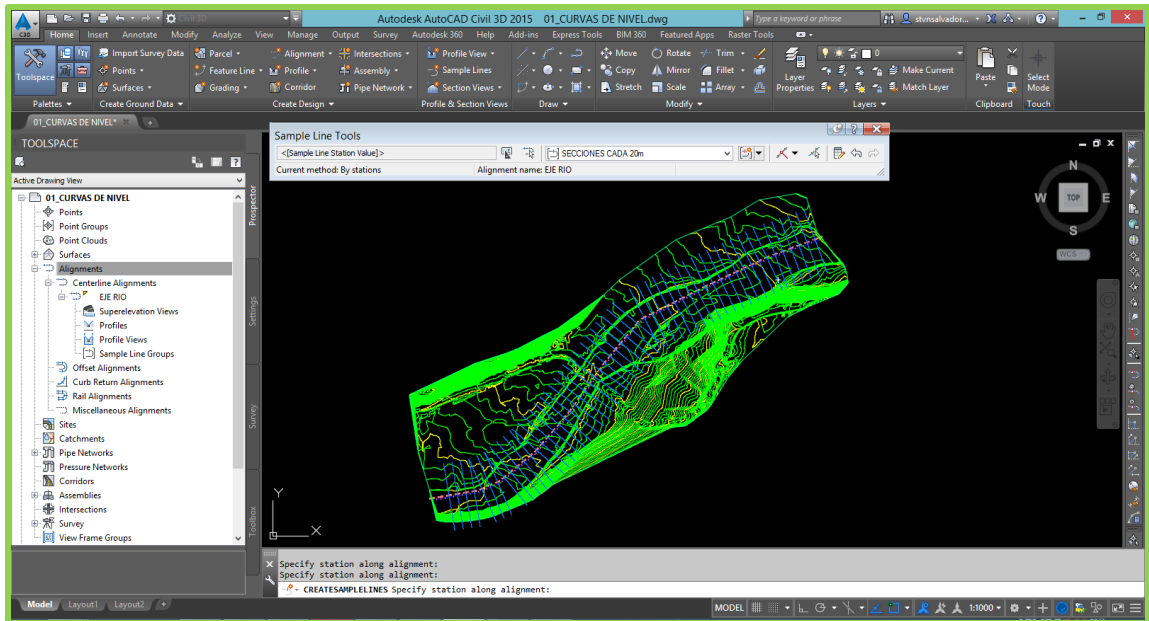 Civil 3D
Autodesk AutoCAD Civil 3D 2015 01_CURVAS DE NIVEL.dwg
Type a keyword or phrase
stvnsalvador...
C3D
Home Insert Annotate Modify Analyze View Manage Output Survey Autodesk 360 Help Add-ins Express Tools BIM 360 Featured Apps Raster Tools
Toolspace
Import Survey Data
Points
Surfaces
Parcel
Feature Line
Grading
Alignment
Profile
Corridor
Intersections
Assembly
Pipe Network
Profile View
Sample Lines
Section Views
Move
Copy
Stretch
Rotate
Mirror
Scale
Trim
Fillet
Array
Layer
Properties
0
Make Current
Match Layer
Paste
Select
Mode
Palettes
Create Ground Data
Create Design
Profile & Section Views
Draw
Modify
Layers
Clipboard
Touch
01_CURVAS DE NIVEL*
TOOLSPACE
Active Drawing View
01_CURVAS DE NIVEL
Points
Point Groups
Point Clouds
Surfaces
Alignments
Centerline Alignments
EJE RIO
Superelevation Views
Profiles
Profile Views
Sample Line Groups
Offset Alignments
Curb Return Alignments
Rail Alignments
Miscellaneous Alignments
Sites
Catchments
Pipe Networks
Pressure Networks
Corridors
Assemblies
Intersections
Survey
View Frame Groups
Prospector
Settings
Survey
Toolbox
Sample Line Tools
<[Sample Line Station Value]>
SECCIONES CADA 20m
Current method: By stations
Alignment name: EJE RIO
N
W TOP E
S
WCS
Y
X
Specify station along alignment:
Specify station along alignment:
CREATESAMPLELINES Specify station along alignment:
Model Layout1 Layout2 +
MODEL
1:1000